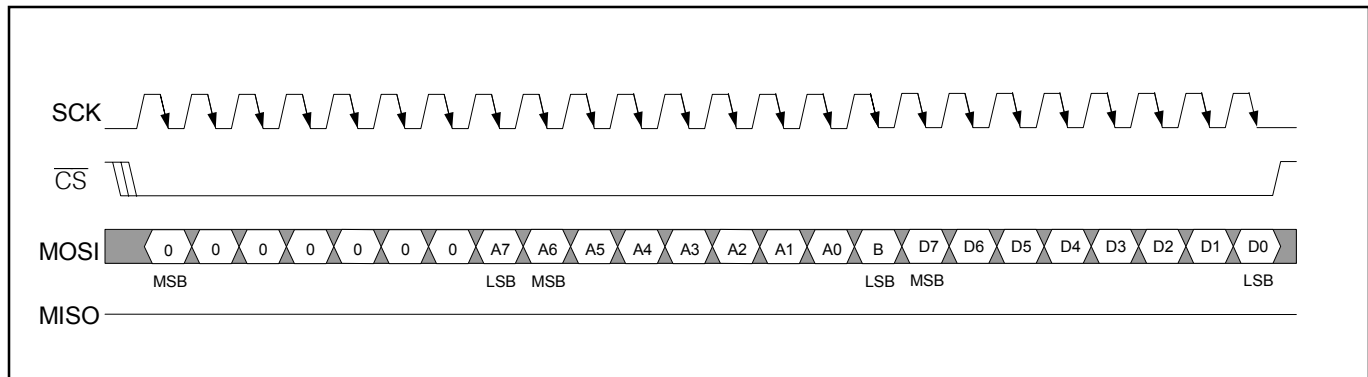 SCK
CS
MOSI 0 0 0 0 0 0 0 A7 A6 A5 A4 A3 A2 A1 A0 B D7 D6 D5 D4 D3 D2 D1 D0
MSB LSB MSB LSB MSB LSB
MISO